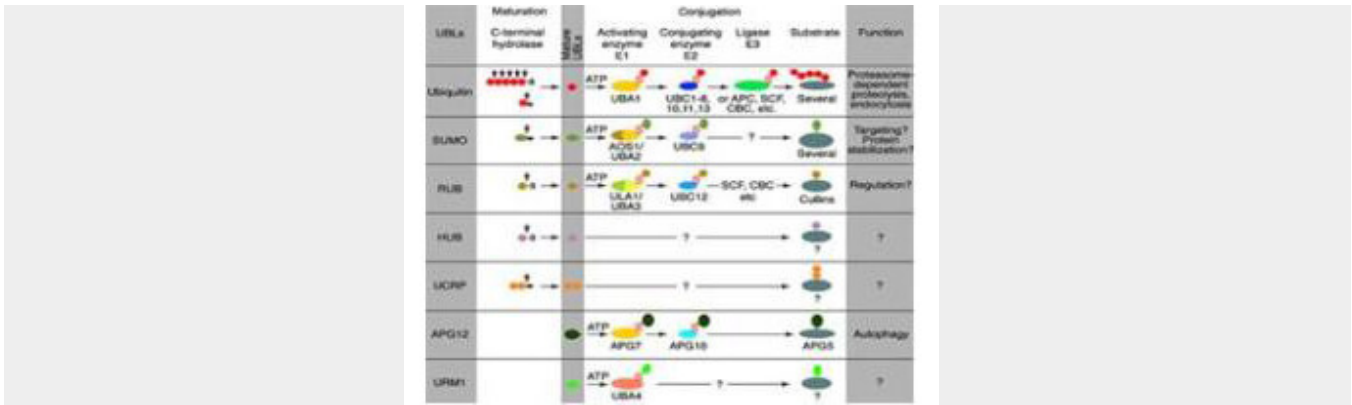 Maturation Conjugation
UBLs C-terminal hydrolase Mature UBLs Activating enzyme E1 Conjugating enzyme E2 Ligase E3 Substrate Function
Ubiquitin ATP UBA1 UBC1-8, 10,11,13 or APC, SCF, CBC, etc. Several Proteasome-dependent proteolysis, endocytosis
SUMO ATP AOS1/UBA2 UBC9 ? Several Targeting? Protein stabilization?
RUB ATP ULA1/UBA3 UBC12 SCF, CBC etc Cullins Regulation?
HUB ? ? ?
UCRP ? ? ?
APG12 ATP APG7 APG10 APG5 Autophagy
URM1 ATP UBA4 ? ? ?